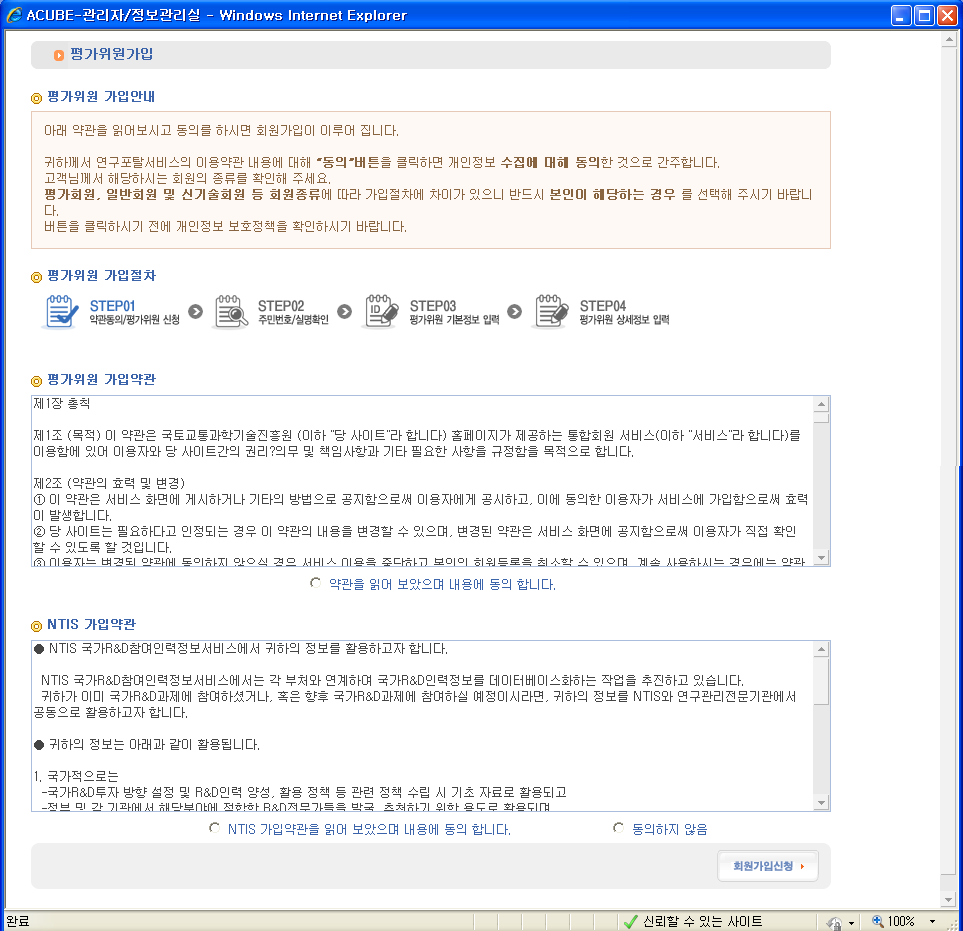 ACUBE-관리자/정보관리실 - Windows Internet Explorer
평가위원가입
평가위원 가입안내
아래 약관을 읽어보시고 동의를 하시면 회원가입이 이루어 집니다.
귀하께서 연구포탈서비스의 이용약관 내용에 대해 "동의"버튼을 클릭하면 개인정보 수집에 대해 동의한 것으로 간주합니다.
고객님께서 해당하시는 회원의 종류를 확인해 주세요.
평가회원, 일반회원 및 신기술회원 등 회원종류에 따라 가입절차에 차이가 있으니 반드시 본인이 해당하는 경우 를 선택해 주시기 바랍니
다.
버튼을 클릭하시기 전에 개인정보 보호정책을 확인하시기 바랍니다.
평가위원 가입절차
STEP01
약관동의/평가위원 신청
STEP02
주민번호/실명확인
ID
STEP03
평가위원 기본정보 입력
STEP04
평가위원 상세정보 입력
평가위원 가입약관
제1장 총칙
제1조 (목적) 이 약관은 국토교통과학기술진흥원 (이하 "당 사이트"라 합니다) 홈페이지가 제공하는 통합회원 서비스(이하 "서비스"라 합니다)를
이용함에 있어 이용자와 당 사이트간의 권리?의무 및 책임사항과 기타 필요한 사항을 규정함을 목적으로 합니다.
제2조 (약관의 효력 및 변경)
① 이 약관은 서비스 화면에 게시하거나 기타의 방법으로 공지함으로써 이용자에게 공시하고, 이에 동의한 이용자가 서비스에 가입함으로써 효력
이 발생합니다.
② 당 사이트는 필요하다고 인정되는 경우 이 약관의 내용을 변경할 수 있으며, 변경된 약관은 서비스 화면에 공지함으로써 이용자가 직접 확인
할 수 있도록 할 것입니다.
③ 이용자는 변경된 약관에 동의하지 않으실 경우 서비스 이용을 중단하고 본인의 회원등록을 취소할 수 있으며, 계속 사용하시는 경우에는 약관
약관을 읽어 보았으며 내용에 동의 합니다.
NTIS 가입약관
● NTIS 국가R&D참여인력정보서비스에서 귀하의 정보를 활용하고자 합니다.
NTIS 국가R&D참여인력정보서비스에서는 각 부처와 연계하여 국가R&D인력정보를 데이터베이스화하는 작업을 추진하고 있습니다.
귀하가 이미 국가R&D과제에 참여하셨거나, 혹은 향후 국가R&D과제에 참여하실 예정이시라면, 귀하의 정보를 NTIS와 연구관리전문기관에서
공동으로 활용하고자 합니다.
● 귀하의 정보는 아래과 같이 활용됩니다.
1. 국가적으로는
-국가R&D투자 방향 설정 및 R&D인력 양성, 활용 정책 등 관련 정책 수립 시 기초 자료로 활용되고
-정부 및 각 기관에서 해당분야에 적합한 R&D전문가들을 발굴, 추천하기 위한 용도로 활용되며
NTIS 가입약관을 읽어 보았으며 내용에 동의 합니다.
동의하지 않음
회원가입신청
완료
신뢰할 수 있는 사이트
100%